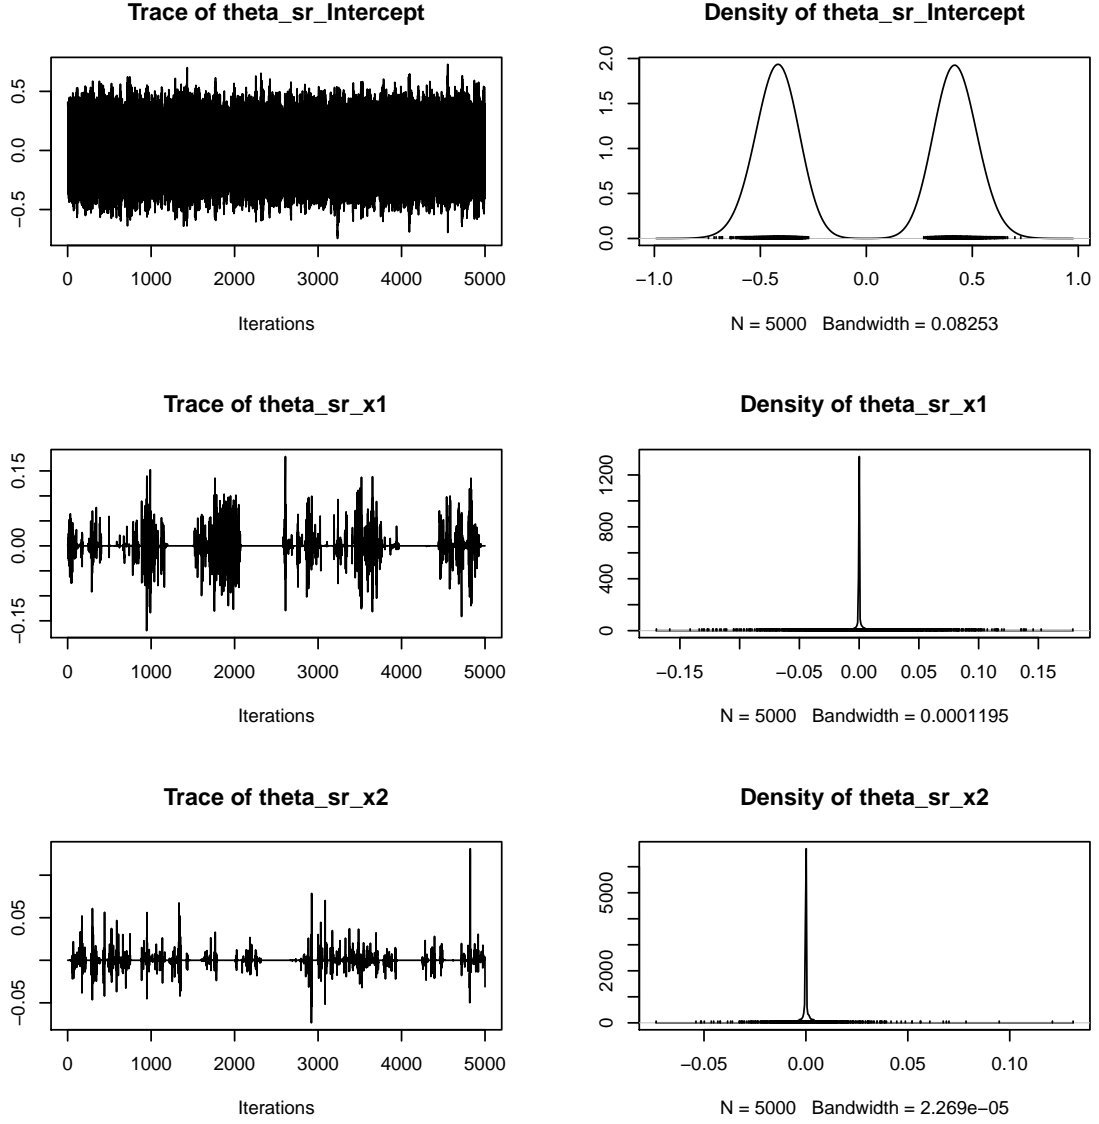 Trace of theta_sr_Intercept
0.5
0.0
−0.5
0 1000 2000 3000 4000 5000
Iterations
Density of theta_sr_Intercept
2.0
1.5
1.0
0.5
0.0
−1.0 −0.5 0.0 0.5 1.0
N = 5000 Bandwidth = 0.08253
Trace of theta_sr_x1
0.15
0.00
−0.15
0 1000 2000 3000 4000 5000
Iterations
Density of theta_sr_x1
1200
800
400
0
−0.15 −0.05 0.00 0.05 0.10 0.15
N = 5000 Bandwidth = 0.0001195
Trace of theta_sr_x2
0.05
−0.05
0 1000 2000 3000 4000 5000
Iterations
Density of theta_sr_x2
5000
2000
0
−0.05 0.00 0.05 0.10
N = 5000 Bandwidth = 2.269e−05